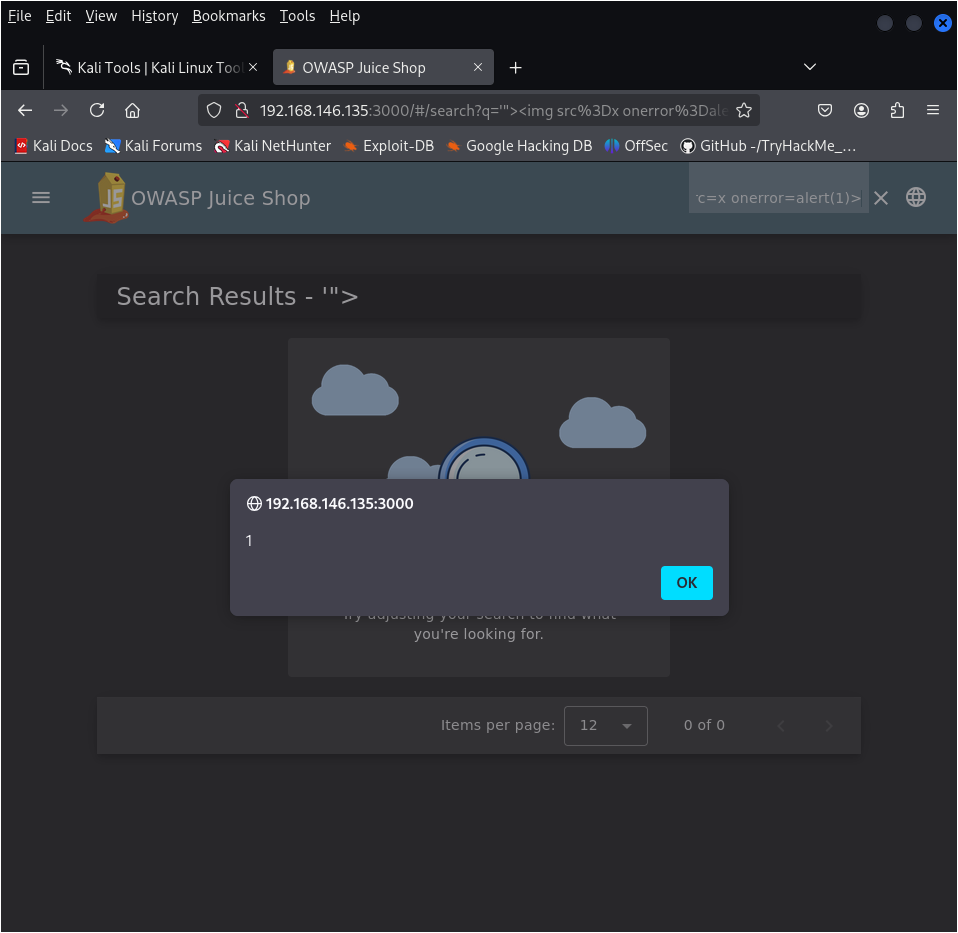 File Edit View History Bookmarks Tools Help
Kali Tools | Kali Linux Tool
OWASP Juice Shop
192.168.146.135:3000/#/search?q='"><img src%3Dx onerror%3Dale
Kali Docs Kali Forums Kali NetHunter Exploit-DB Google Hacking DB OffSec GitHub -/TryHackMe_...
JS OWASP Juice Shop
c=x onerror=alert(1)>
Search Results - '">
192.168.146.135:3000
1
OK
Try adjusting your search to find what
you're looking for.
Items per page: 12 0 of 0